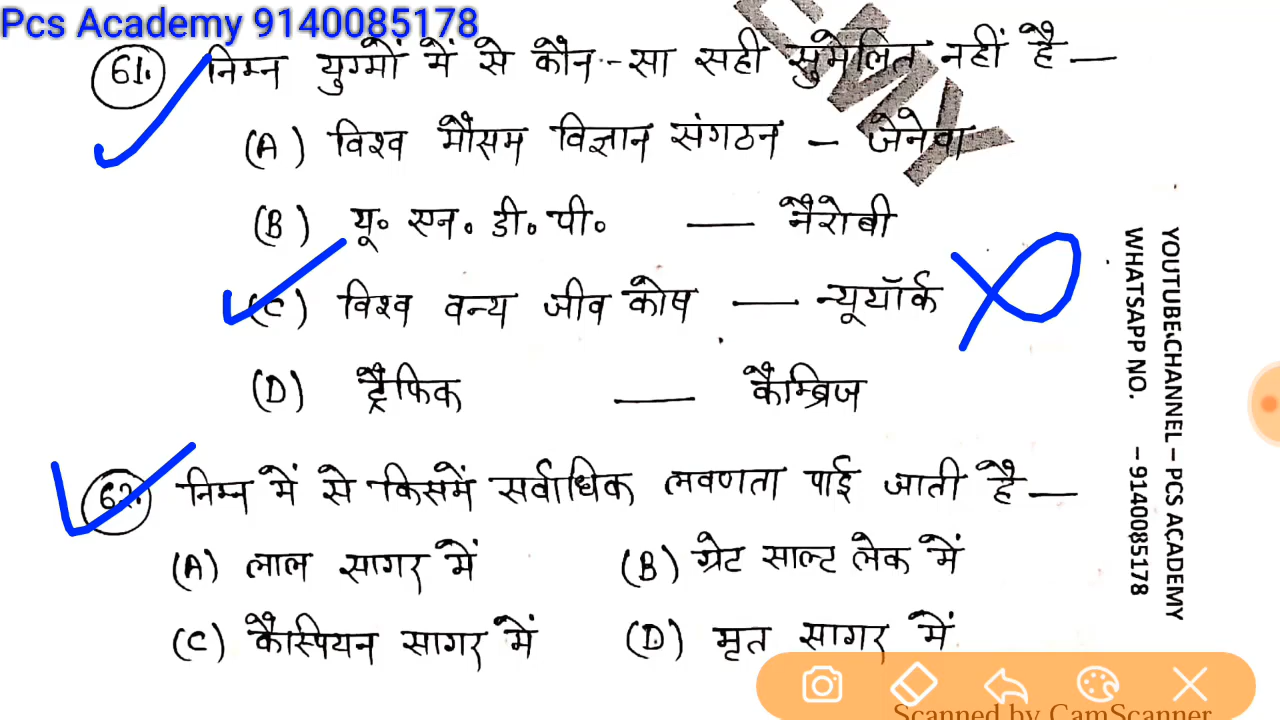 Pcs Academy 9140085178
61. निम्न युग्मों में से कौन-सा सही सुमेलित नहीं है —
(A) विश्व मौसम विज्ञान संगठन — जेनेवा
(B) यू० एन० डी० पी० — नैरोबी
(C) विश्व वन्य जीव कोष — न्यूयॉर्क
(D) ट्रैफिक — कैम्ब्रिज
62. निम्न में से किसमें सर्वाधिक लवणता पाई जाती है —
(A) लाल सागर में (B) ग्रेट साल्ट लेक में
(C) कैस्पियन सागर में (D) मृत सागर में
YOUTUBE CHANNEL – PCS ACADEMY
WHATSAPP NO. – 9140085178
Scanned by CamScanner